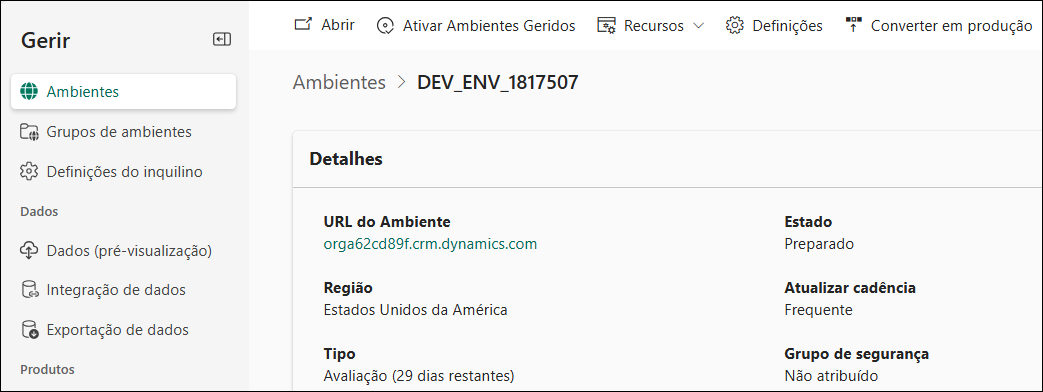 Gerir
Ambientes
Grupos de ambientes
Definições do inquilino
Dados
Dados (pré-visualização)
Integração de dados
Exportação de dados
Produtos
Abrir Ativar Ambientes Geridos Recursos Definições Converter em produção
Ambientes > DEV_ENV_1817507
Detalhes
URL do Ambiente
orga62cd89f.crm.dynamics.com
Estado
Preparado
Região
Estados Unidos da América
Atualizar cadência
Frequente
Tipo
Avaliação (29 dias restantes)
Grupo de segurança
Não atribuído